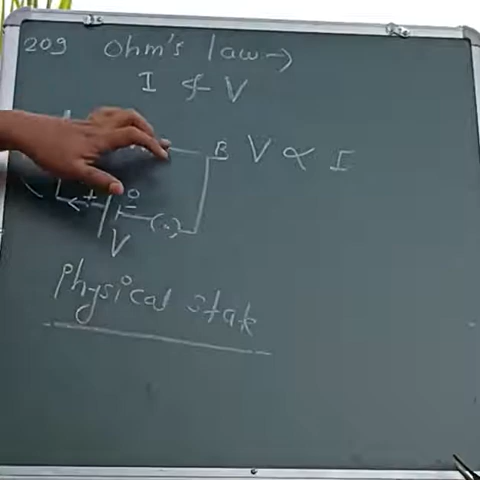 209 Ohm's law →
I & V
B V ∝ I
+ -
V
Physical state